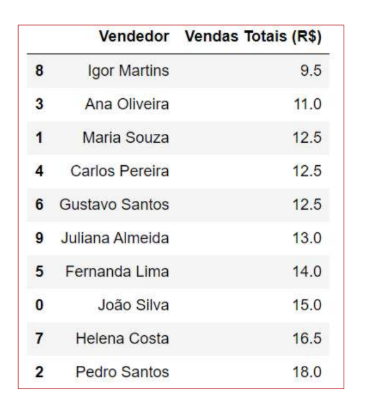 Vendedor Vendas Totais (R$)
8 Igor Martins 9.5
3 Ana Oliveira 11.0
1 Maria Souza 12.5
4 Carlos Pereira 12.5
6 Gustavo Santos 12.5
9 Juliana Almeida 13.0
5 Fernanda Lima 14.0
0 João Silva 15.0
7 Helena Costa 16.5
2 Pedro Santos 18.0